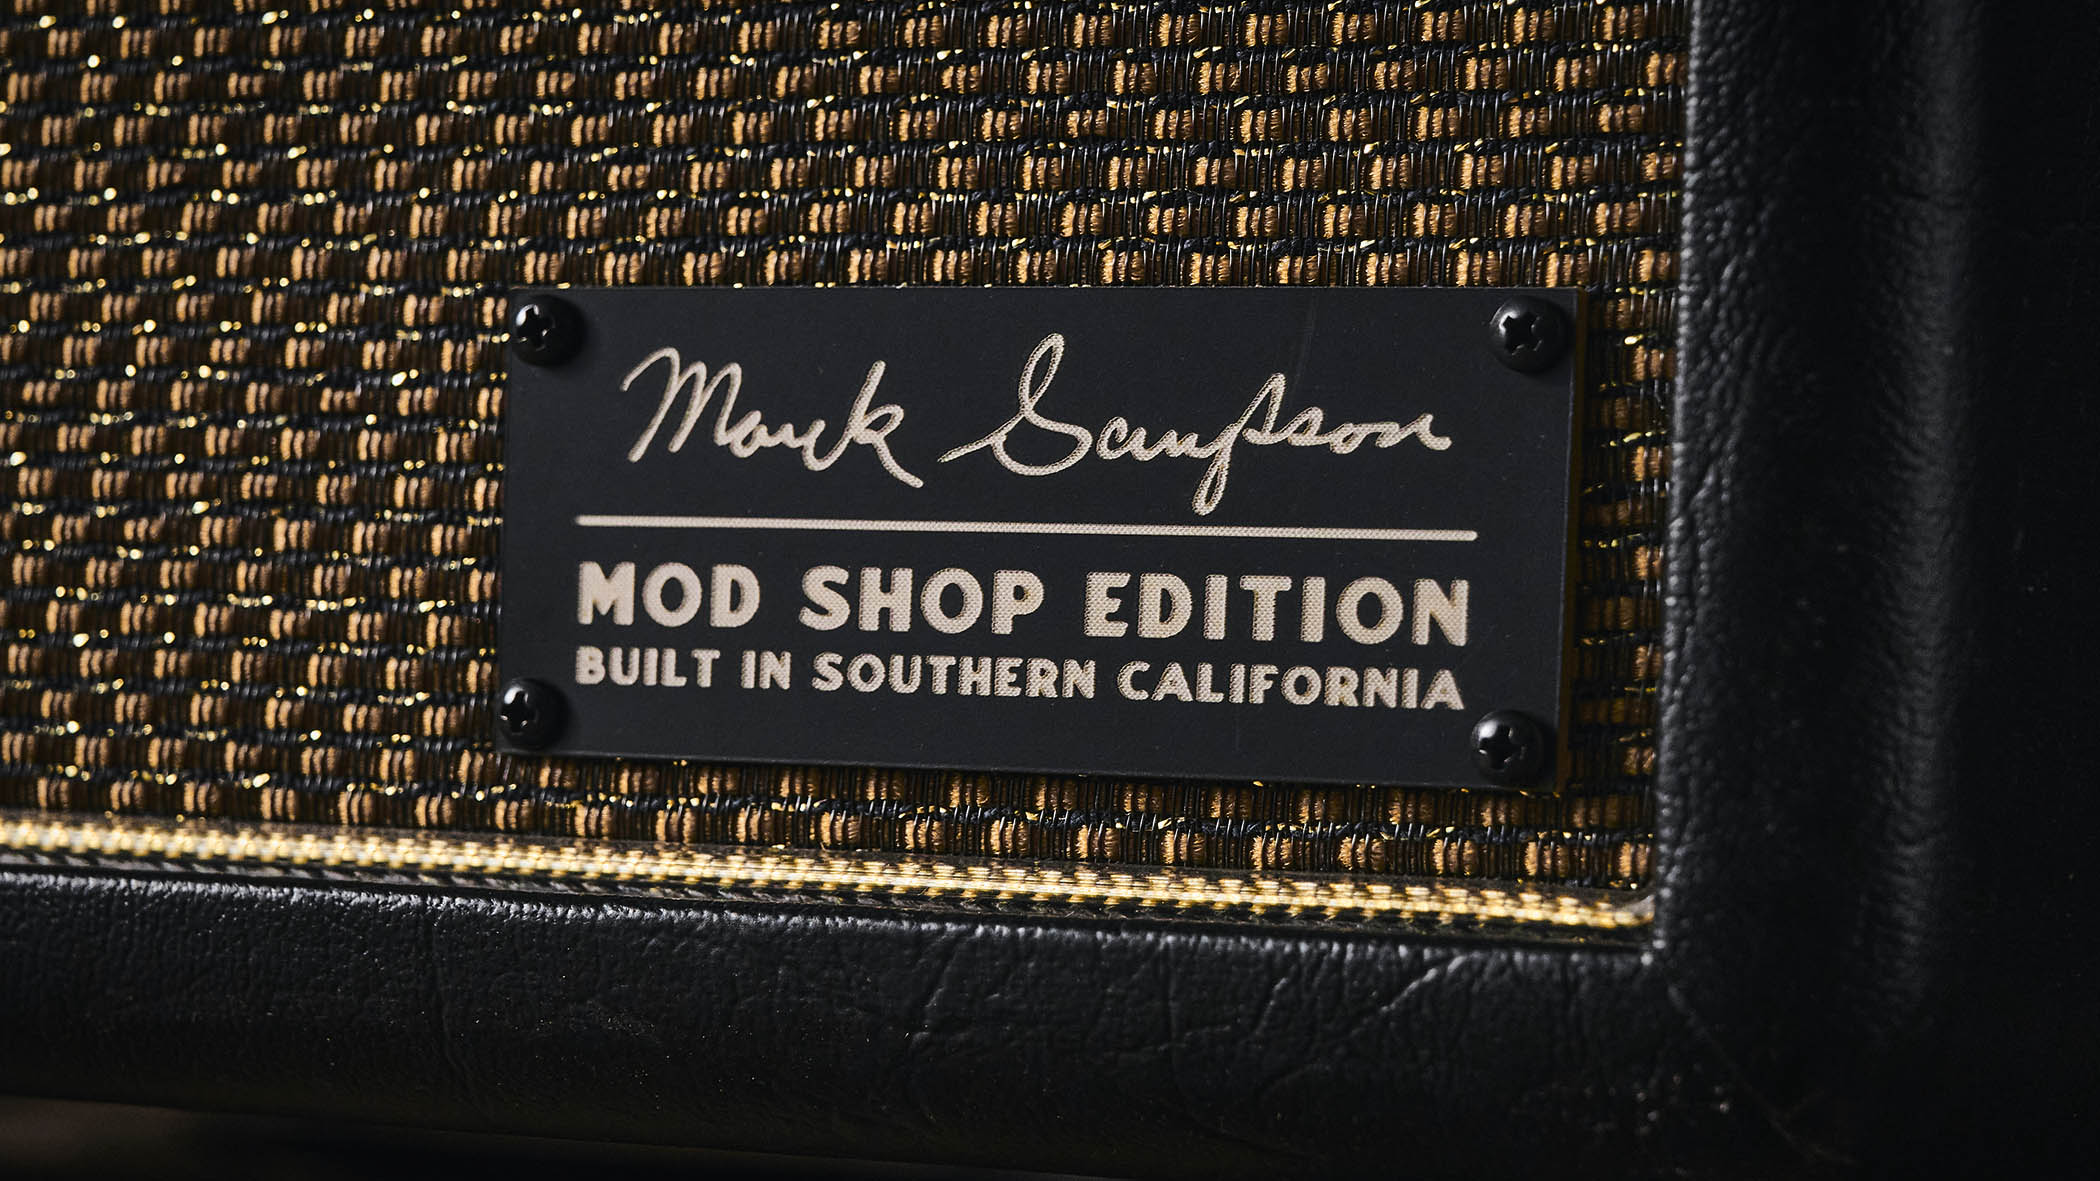 Mark Sampson
MOD SHOP EDITION
BUILT IN SOUTHERN CALIFORNIA